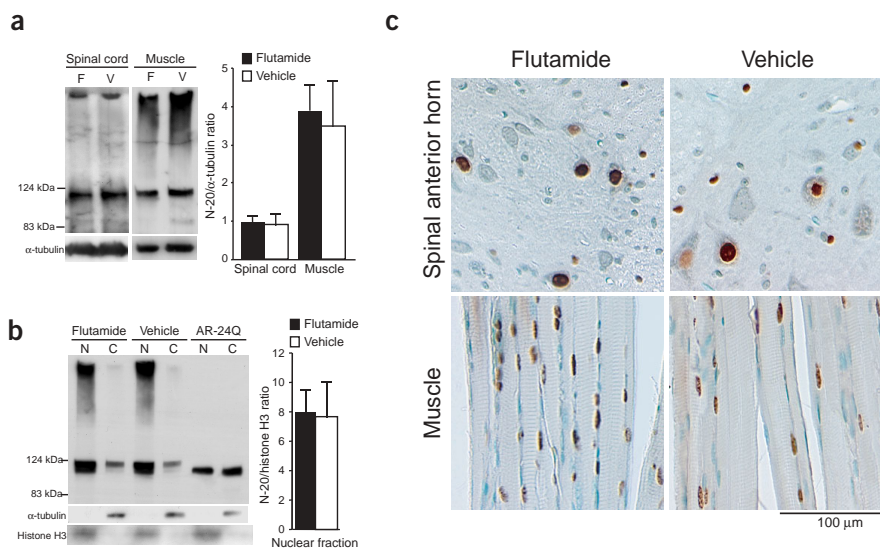 a
Spinal cord Muscle
F V F V
124 kDa
83 kDa
α-tubulin
Flutamide
Vehicle
N-20/α-tubulin ratio
5
4
3
2
1
0
Spinal cord Muscle
b
Flutamide Vehicle AR-24Q
N C N C N C
124 kDa
83 kDa
α-tubulin
Histone H3
Flutamide
Vehicle
N-20/histone H3 ratio
12
10
8
6
4
2
0
Nuclear fraction
c
Flutamide Vehicle
Spinal anterior horn
Muscle
100 μm